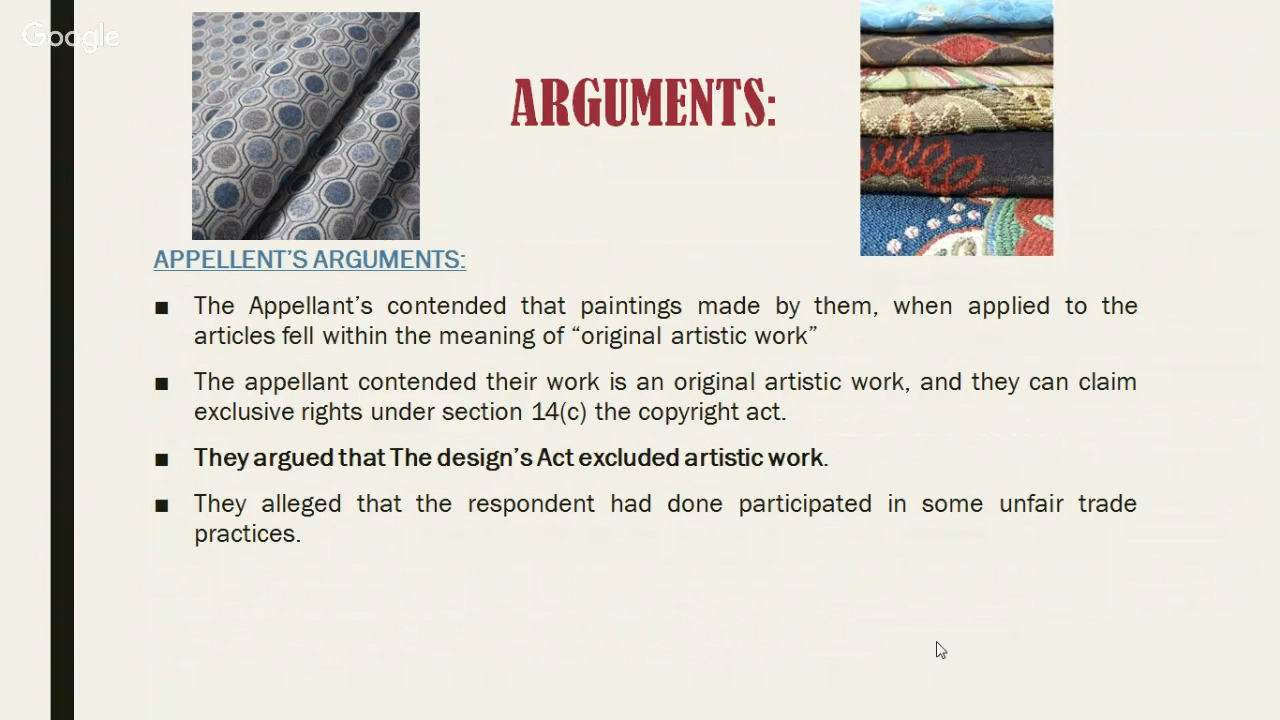 Google
ARGUMENTS:
APPELLENT'S ARGUMENTS:
■ The Appellant's contended that paintings made by them, when applied to the
articles fell within the meaning of “original artistic work”
■ The appellant contended their work is an original artistic work, and they can claim
exclusive rights under section 14(c) the copyright act.
■ They argued that The design's Act excluded artistic work.
■ They alleged that the respondent had done participated in some unfair trade
practices.